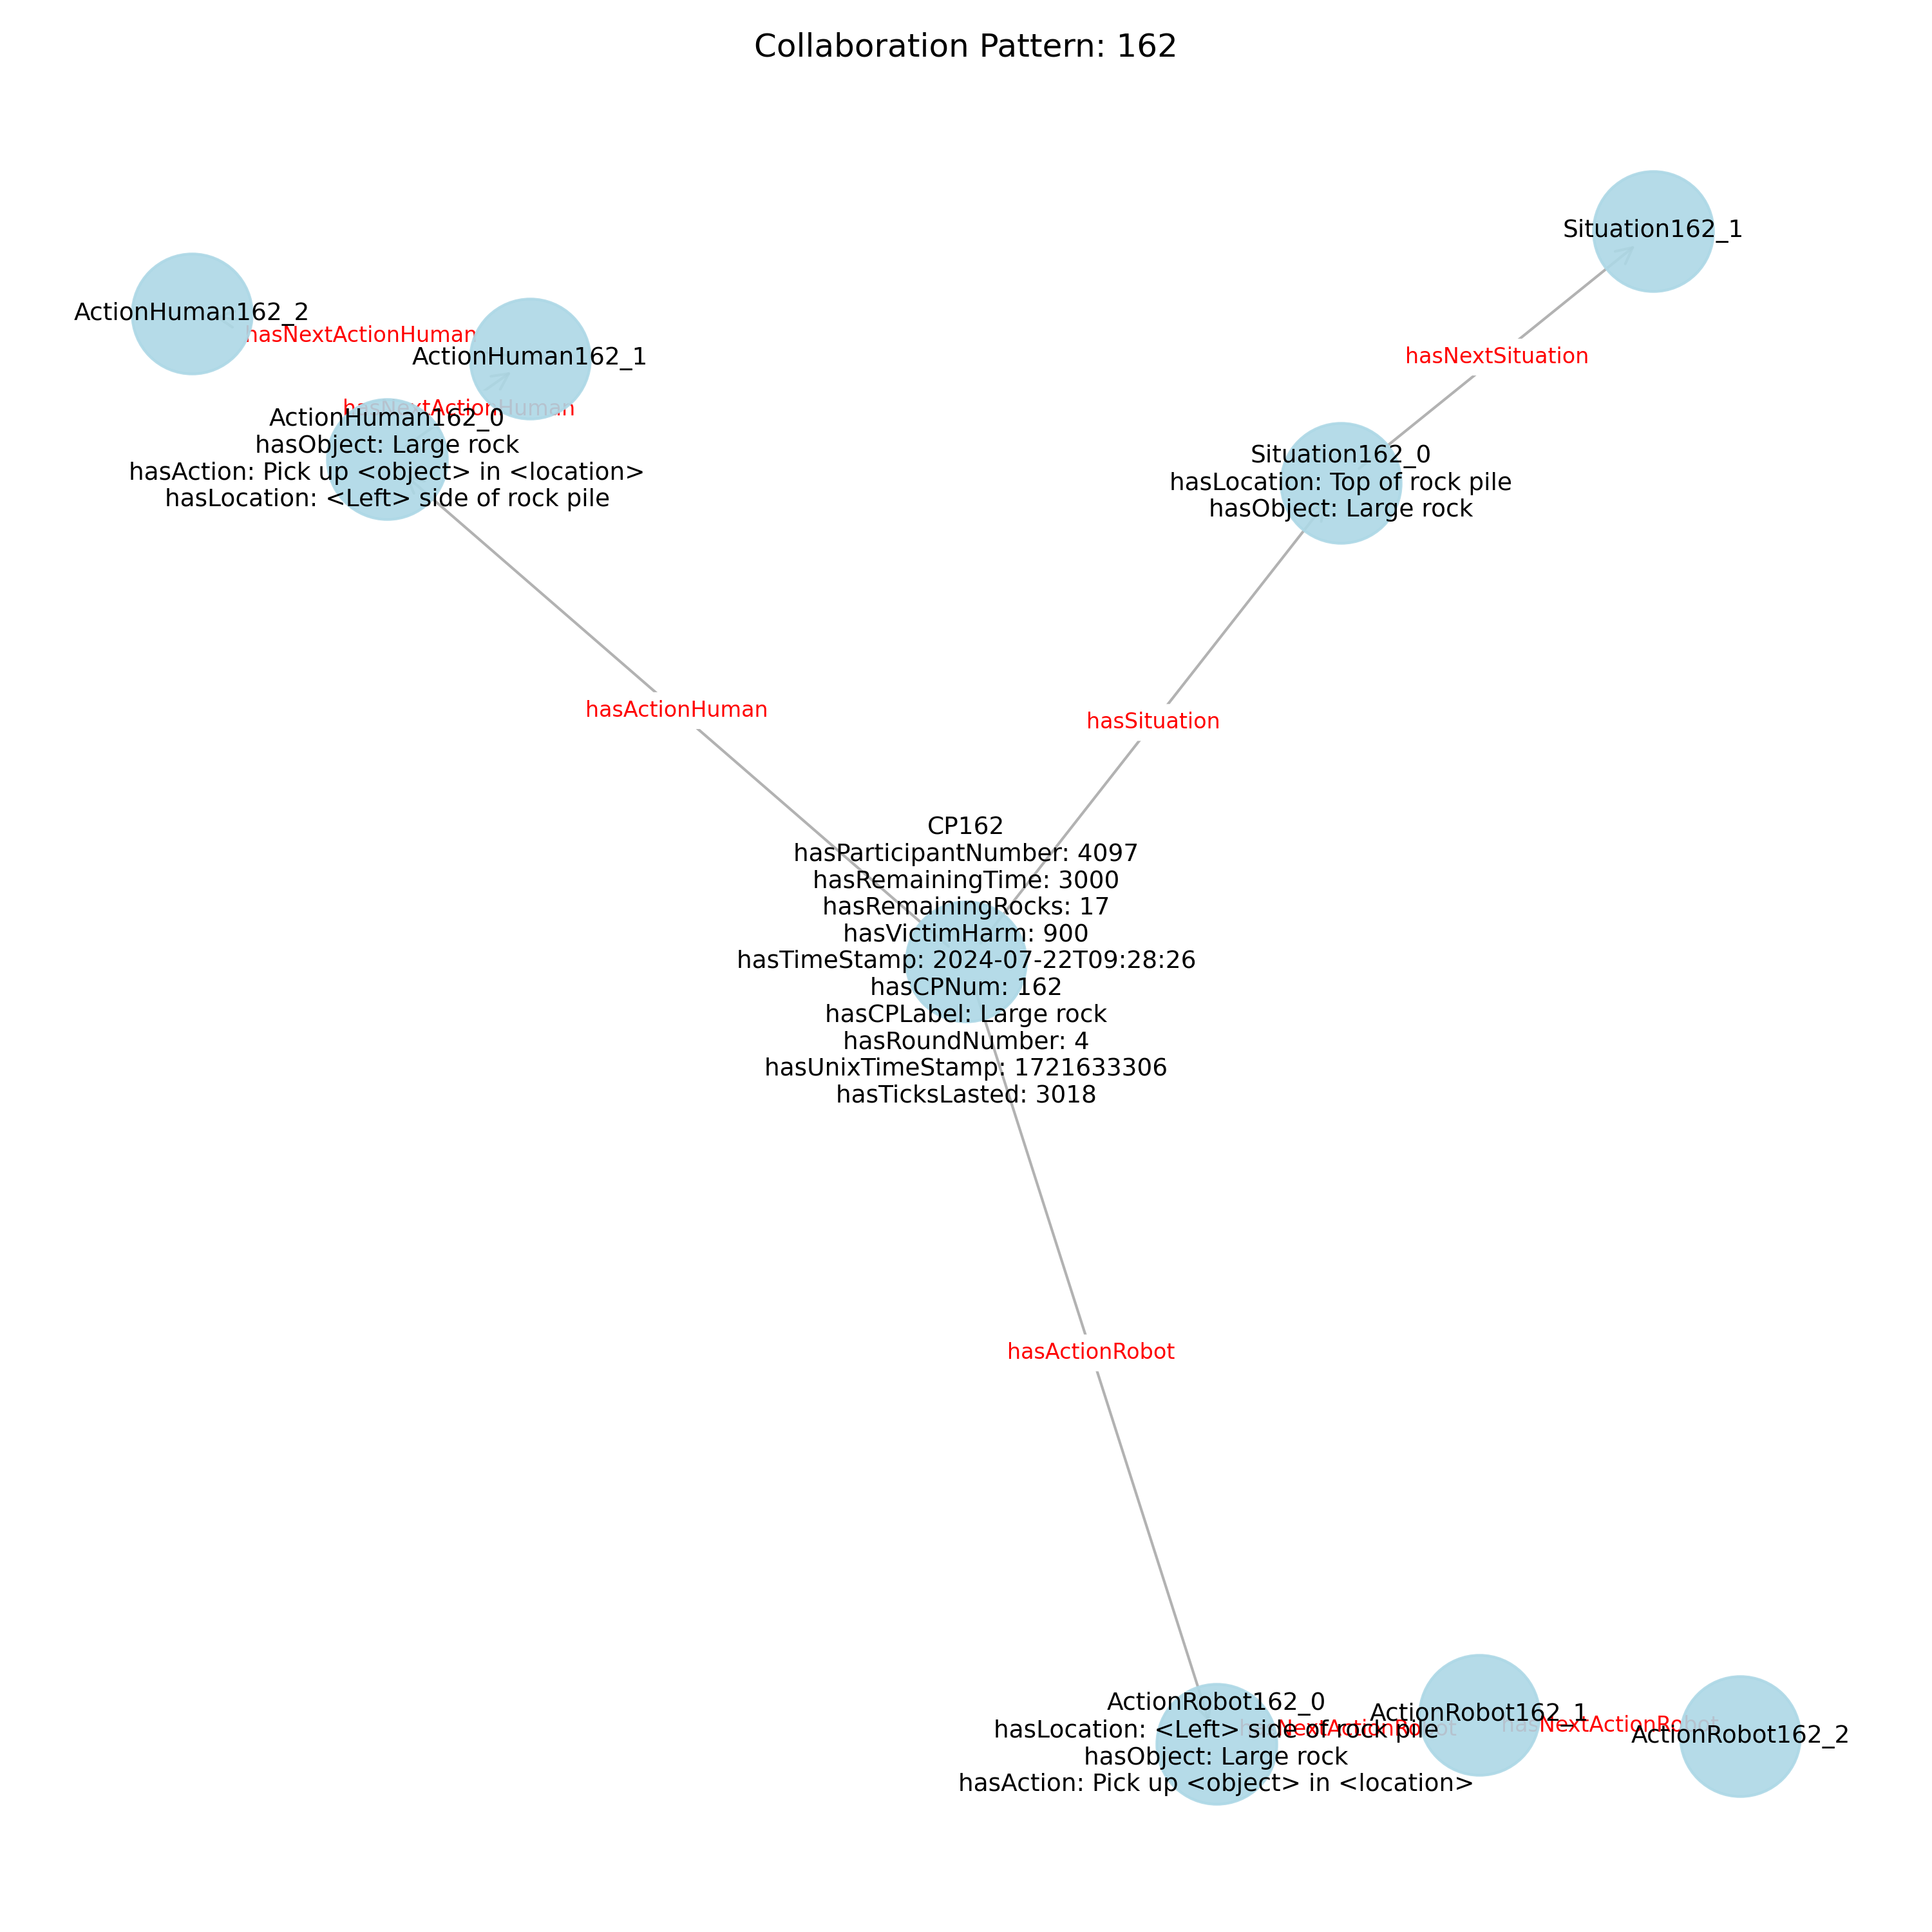 Collaboration Pattern: 162
Situation162_1
ActionHuman162_2
hasNextActionHuman
ActionHuman162_1
hasNextSituation
hasNextActionHuman
ActionHuman162_0
hasObject: Large rock
hasAction: Pick up <object> in <location>
hasLocation: <Left> side of rock pile
Situation162_0
hasLocation: Top of rock pile
hasObject: Large rock
hasActionHuman
hasSituation
CP162
hasParticipantNumber: 4097
hasRemainingTime: 3000
hasRemainingRocks: 17
hasVictimHarm: 900
hasTimeStamp: 2024-07-22T09:28:26
hasCPNum: 162
hasCPLabel: Large rock
hasRoundNumber: 4
hasUnixTimeStamp: 1721633306
hasTicksLasted: 3018
hasActionRobot
ActionRobot162_0
hasLocation: <Left> side of rock pile
hasObject: Large rock
hasAction: Pick up <object> in <location>
hasNextActionRobot
ActionRobot162_1
hasNextActionRobot
ActionRobot162_2